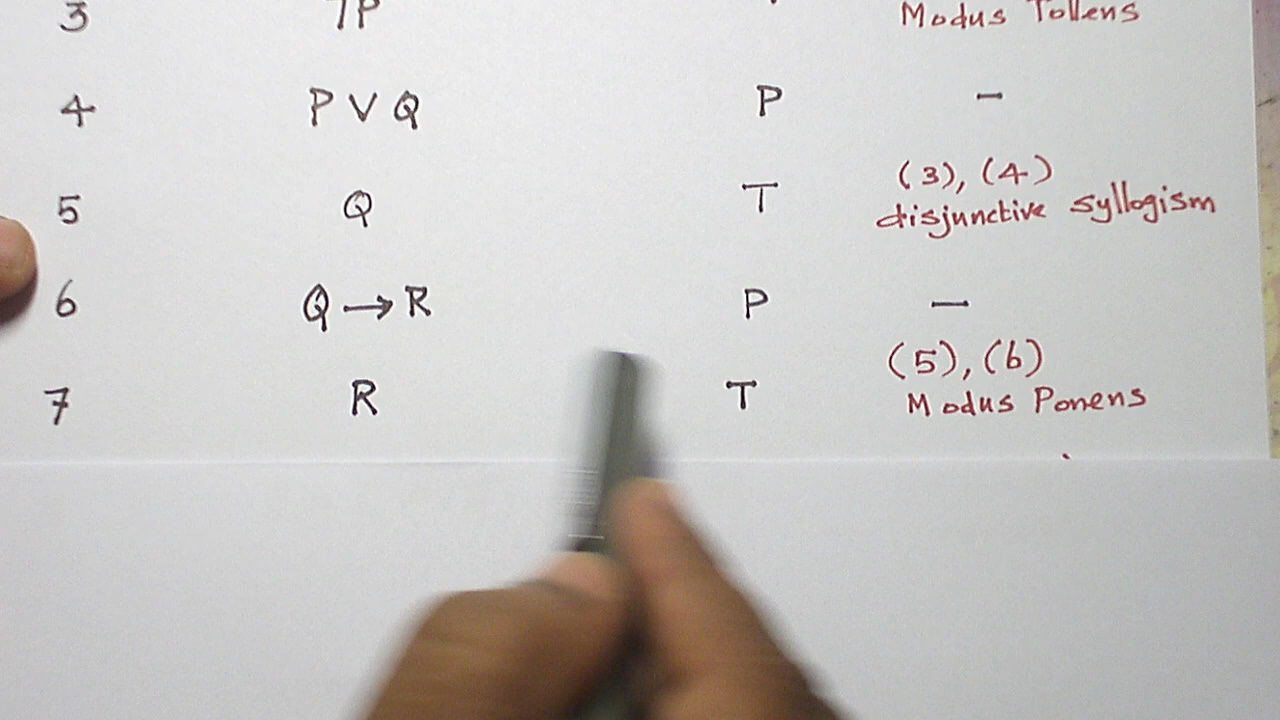 3 ⌉P Modus Tollens
4 P V Q P –
5 Q T (3), (4) disjunctive syllogism
6 Q → R P –
7 R T (5), (6) Modus Ponens